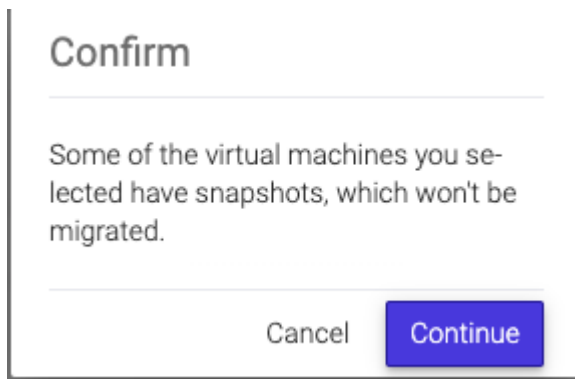 Confirm
Some of the virtual machines you se-
lected have snapshots, which won't be
migrated.
Cancel Continue